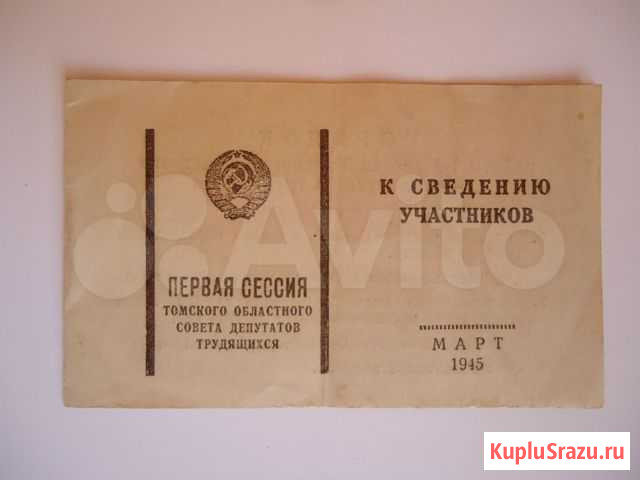 ПЕРВАЯ СЕССИЯ
ТОМСКОГО ОБЛАСТНОГО
СОВЕТА ДЕПУТАТОВ
ТРУДЯЩИХСЯ
К СВЕДЕНИЮ
УЧАСТНИКОВ
МАРТ
1945
Avito
KupluSrazu.ru